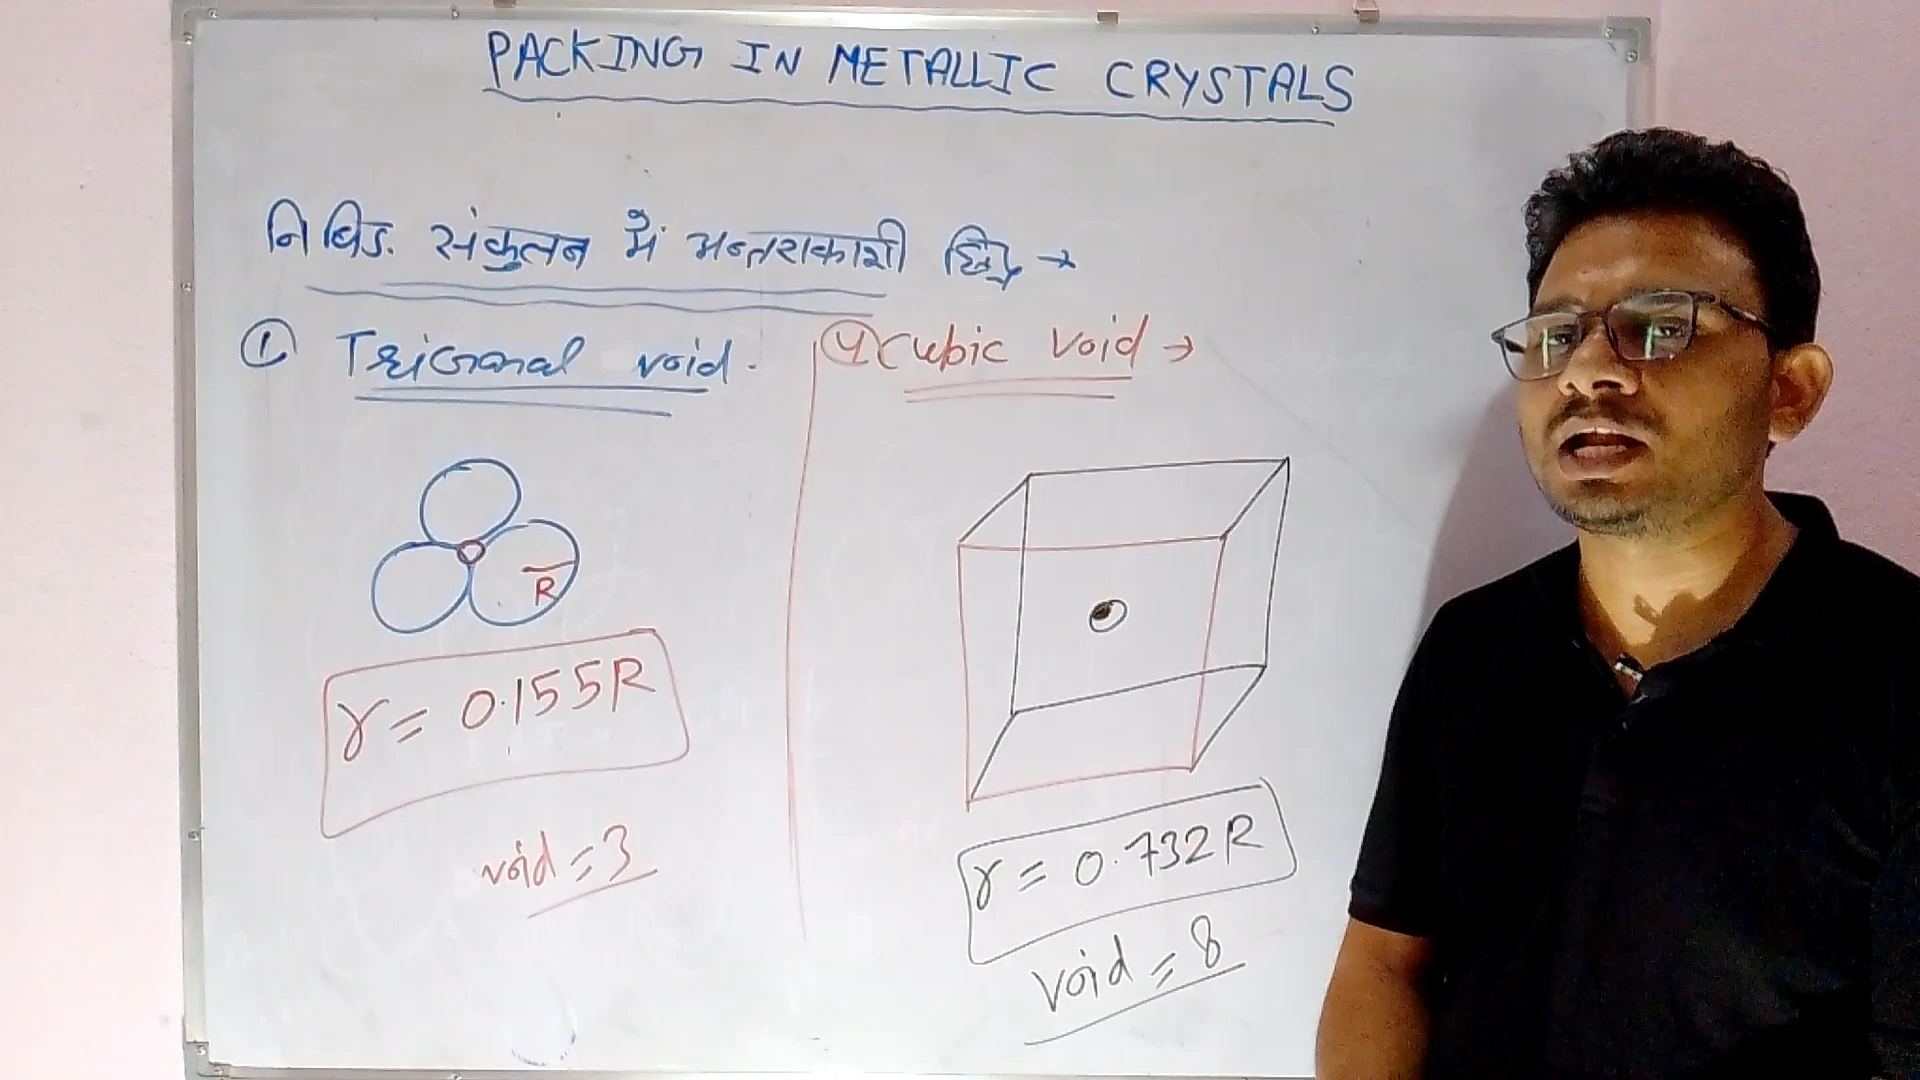 PACKING IN METALLIC CRYSTALS
निबिड. संकुलन में अन्तराकाशी छिद्र →
① Trigonal void.
R
r = 0.155R
void = 3
④ Cubic Void →
r = 0.732R
Void = 8